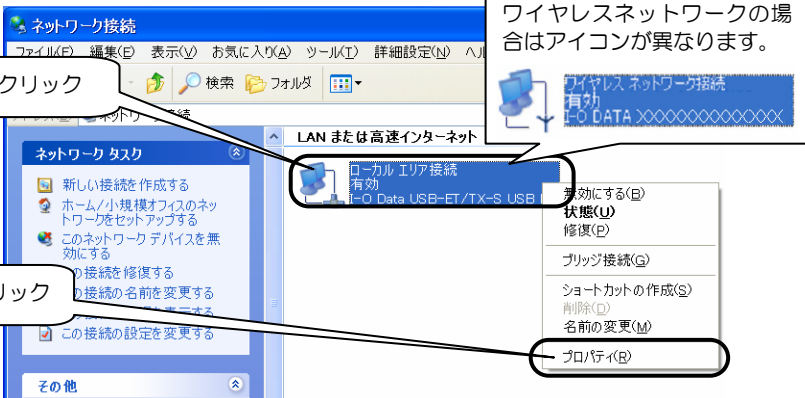 ネットワーク接続
ワイヤレスネットワークの場
合はアイコンが異なります。
ファイル(F) 編集(E) 表示(V) お気に入り(A) ツール(T) 詳細設定(N)
クリック
検索 フォルダ
ワイヤレス ネットワーク接続
有効
I-O DATA XXXXXXXXXXXXXX
LAN または高速インターネット
ネットワーク タスク
ローカル エリア接続
有効
I-O Data USB-ET/TX-S USB
新しい接続を作成する
ホーム/小規模オフィスのネッ
トワークをセットアップする
このネットワーク デバイスを無
効にする
の接続を修復する
の接続の名前を変更する
この接続の設定を変更する
無効にする(B)
状態(U)
修復(P)
ブリッジ接続(G)
ショートカットの作成(S)
削除(D)
名前の変更(M)
プロパティ(R)
リック
その他